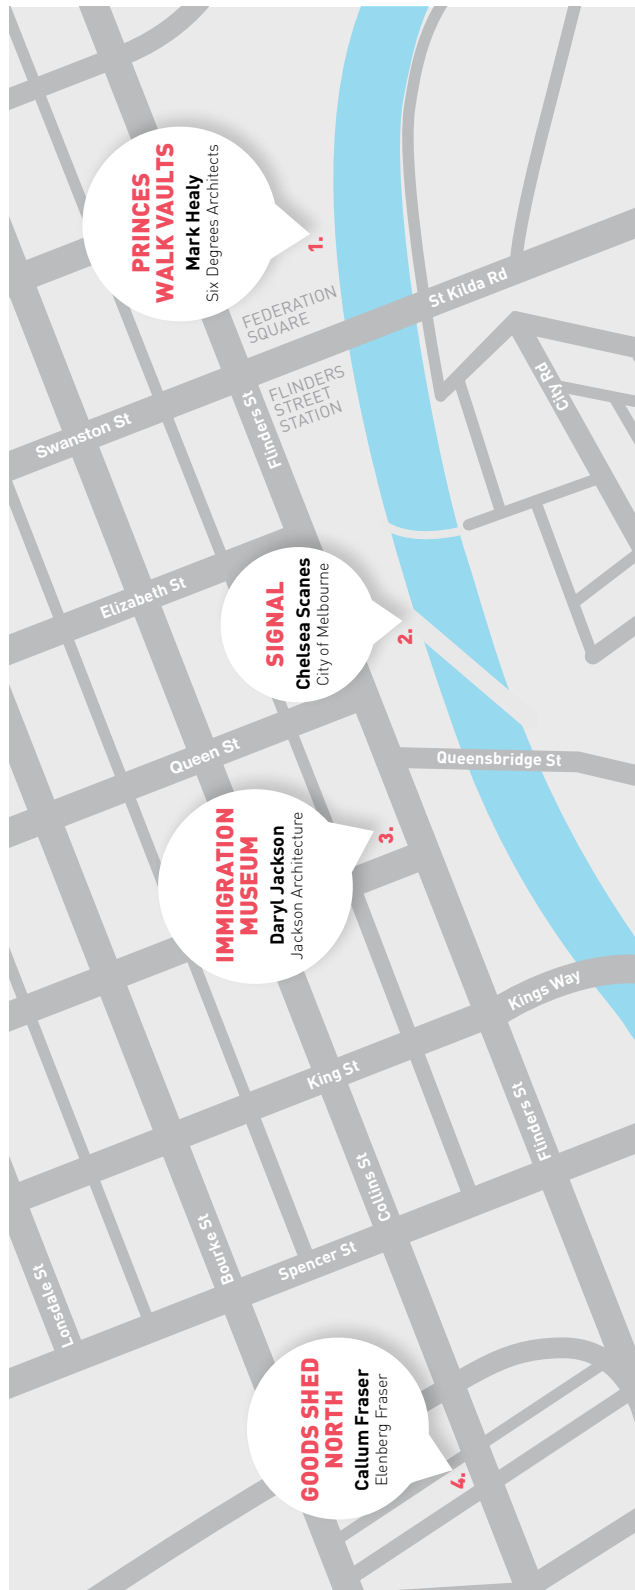 PRINCES
WALK VAULTS
Mark Healy
Six Degrees Architects
1.
FEDERATION
SQUARE
St Kilda Rd
FLINDERS
STREET
STATION
Flinders St
Swanston St
City Rd
Elizabeth St
SIGNAL
Chelsea Scanes
City of Melbourne
2.
Queen St
Queensbridge St
IMMIGRATION
MUSEUM
Daryl Jackson
Jackson Architecture
3.
Kings Way
King St
Flinders St
Collins St
Bourke St
Spencer St
Lonsdale St
GOODS SHED
NORTH
Callum Fraser
Elenberg Fraser
4.